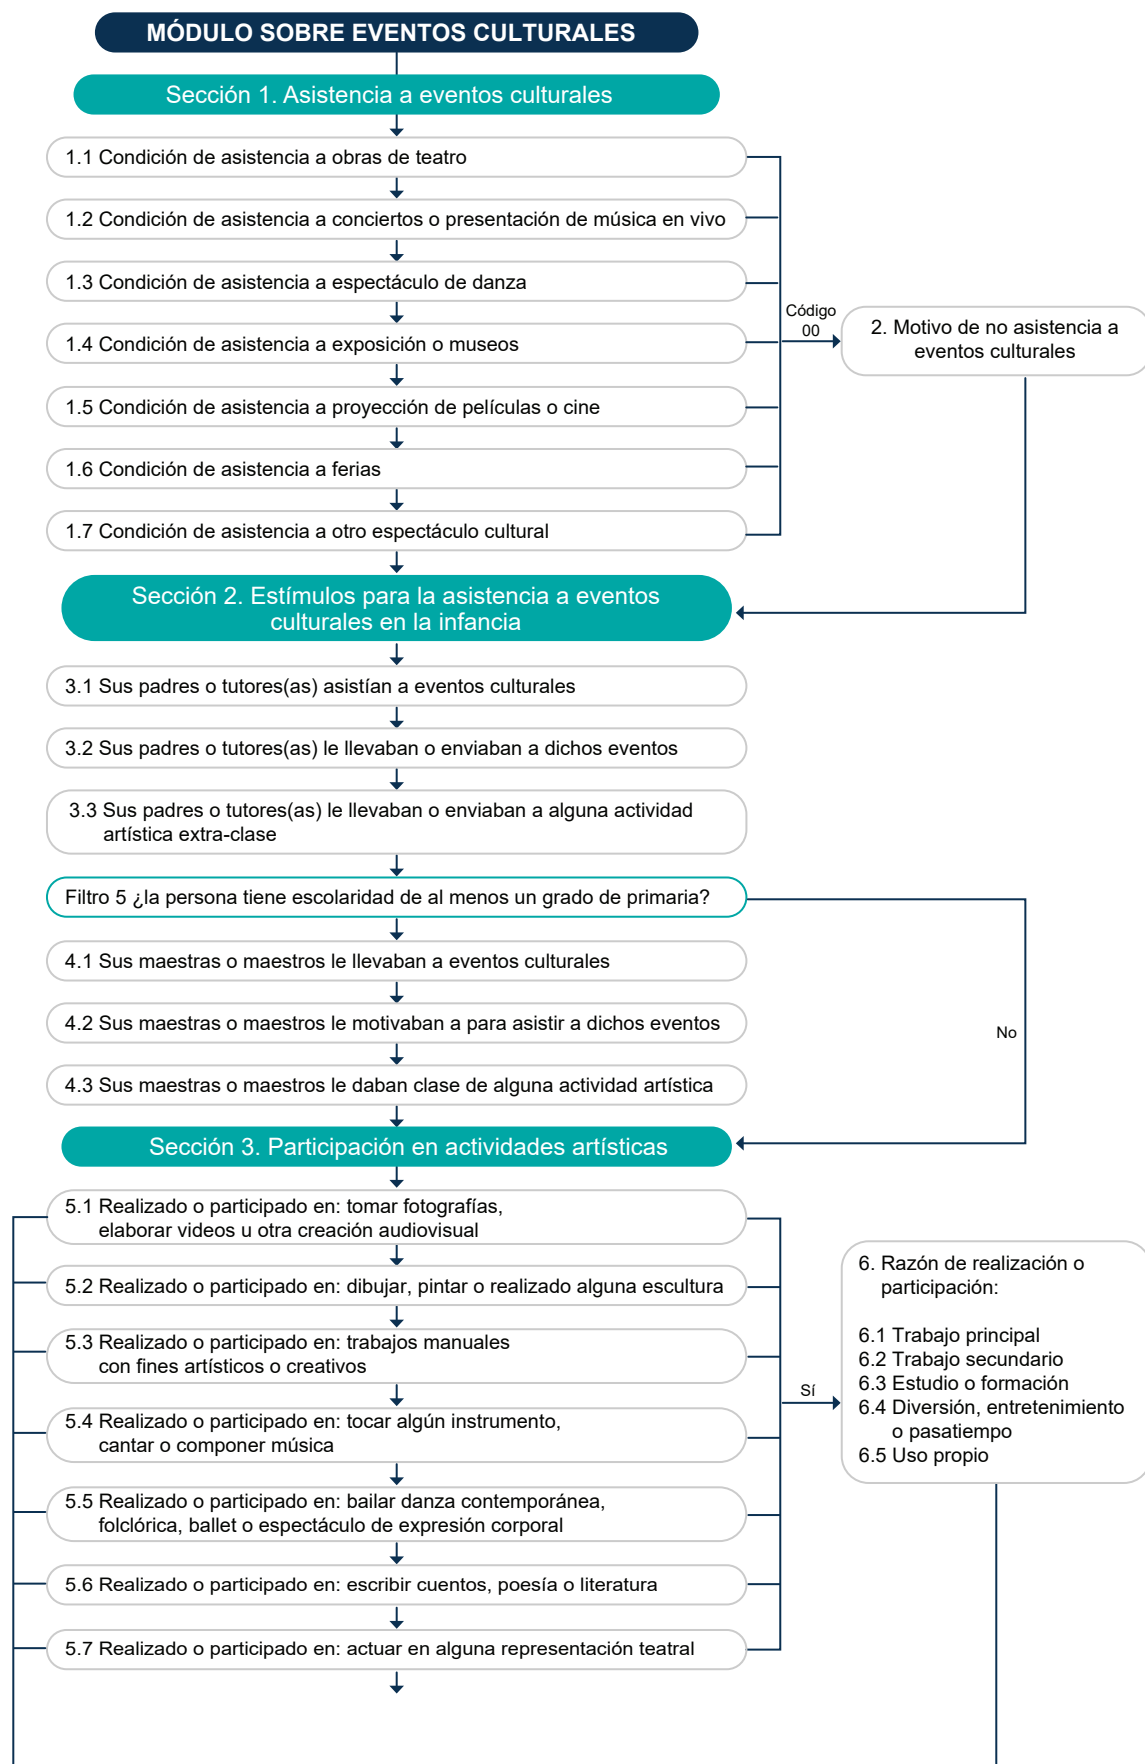 MÓDULO SOBRE EVENTOS CULTURALES
Sección 1. Asistencia a eventos culturales
1.1 Condición de asistencia a obras de teatro
1.2 Condición de asistencia a conciertos o presentación de música en vivo
1.3 Condición de asistencia a espectáculo de danza
1.4 Condición de asistencia a exposición o museos
1.5 Condición de asistencia a proyección de películas o cine
1.6 Condición de asistencia a ferias
1.7 Condición de asistencia a otro espectáculo cultural
Código
00
2. Motivo de no asistencia a
eventos culturales
Sección 2. Estímulos para la asistencia a eventos
culturales en la infancia
3.1 Sus padres o tutores(as) asistían a eventos culturales
3.2 Sus padres o tutores(as) le llevaban o enviaban a dichos eventos
3.3 Sus padres o tutores(as) le llevaban o enviaban a alguna actividad
artística extra-clase
Filtro 5 ¿la persona tiene escolaridad de al menos un grado de primaria?
4.1 Sus maestras o maestros le llevaban a eventos culturales
4.2 Sus maestras o maestros le motivaban a para asistir a dichos eventos
4.3 Sus maestras o maestros le daban clase de alguna actividad artística
No
Sección 3. Participación en actividades artísticas
5.1 Realizado o participado en: tomar fotografías,
elaborar videos u otra creación audiovisual
5.2 Realizado o participado en: dibujar, pintar o realizado alguna escultura
5.3 Realizado o participado en: trabajos manuales
con fines artísticos o creativos
5.4 Realizado o participado en: tocar algún instrumento,
cantar o componer música
5.5 Realizado o participado en: bailar danza contemporánea,
folclórica, ballet o espectáculo de expresión corporal
5.6 Realizado o participado en: escribir cuentos, poesía o literatura
5.7 Realizado o participado en: actuar en alguna representación teatral
Sí
6. Razón de realización o
participación:
6.1 Trabajo principal
6.2 Trabajo secundario
6.3 Estudio o formación
6.4 Diversión, entretenimiento
o pasatiempo
6.5 Uso propio